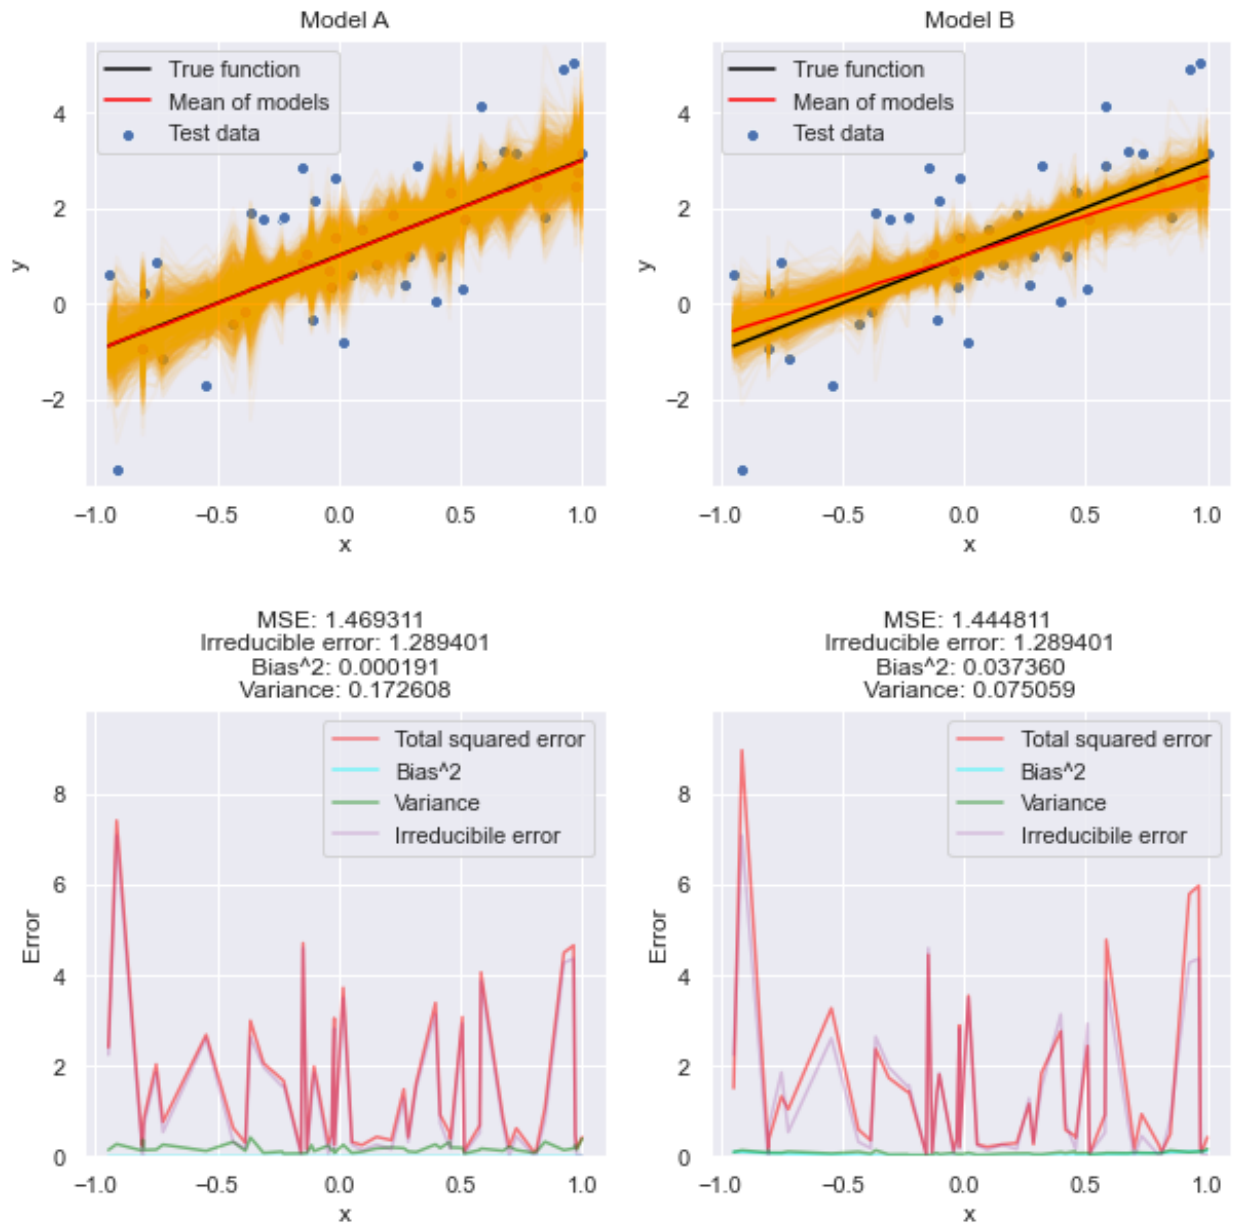 Model A
True function
Mean of models
Test data
4
2
0
−2
y
−1.0 −0.5 0.0 0.5 1.0
x
Model B
True function
Mean of models
Test data
4
2
0
−2
y
−1.0 −0.5 0.0 0.5 1.0
x
MSE: 1.469311
Irreducible error: 1.289401
Bias^2: 0.000191
Variance: 0.172608
Total squared error
Bias^2
Variance
Irreducibile error
8
6
4
2
0
Error
−1.0 −0.5 0.0 0.5 1.0
x
MSE: 1.444811
Irreducible error: 1.289401
Bias^2: 0.037360
Variance: 0.075059
Total squared error
Bias^2
Variance
Irreducibile error
8
6
4
2
0
Error
−1.0 −0.5 0.0 0.5 1.0
x